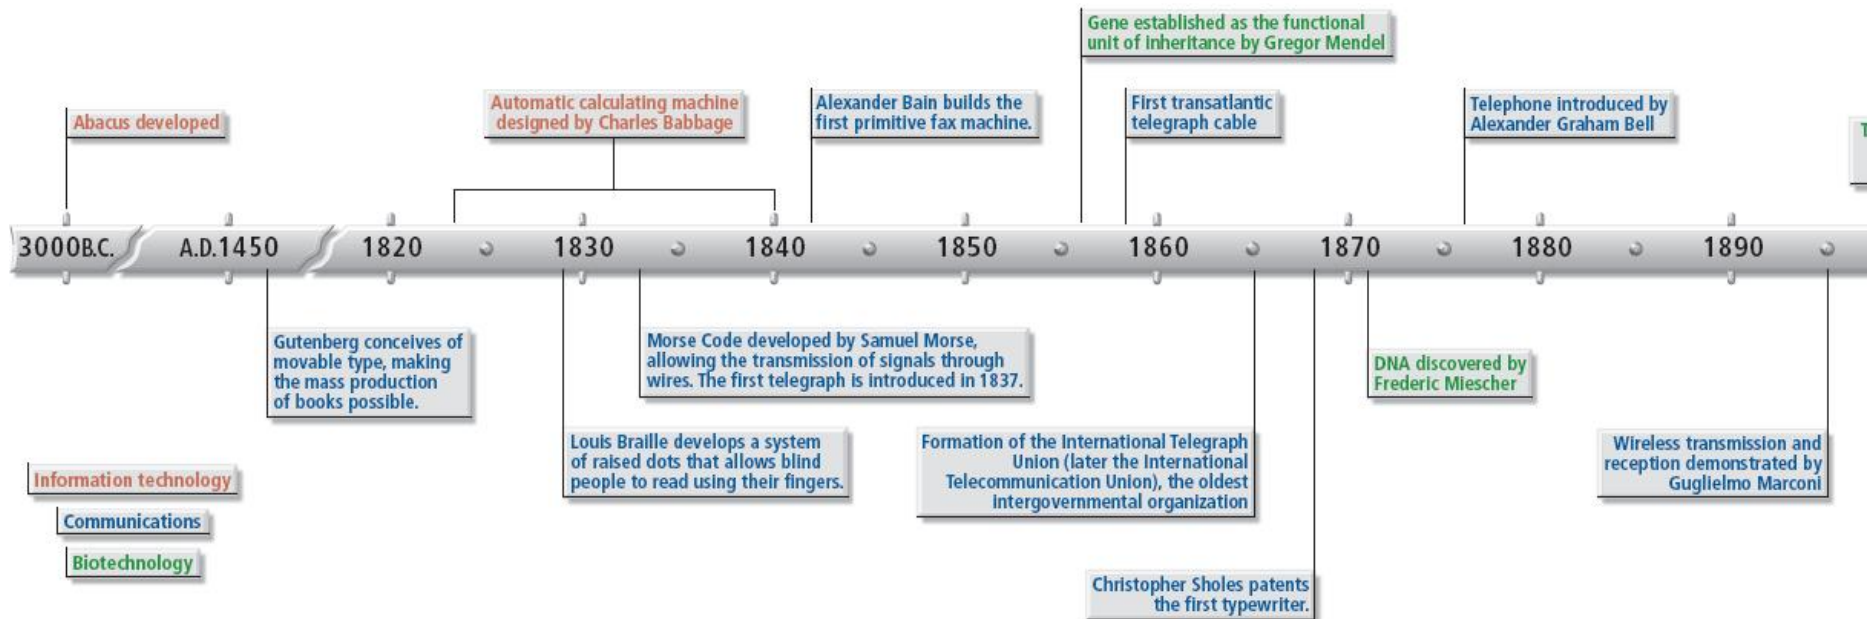 Gene established as the functional
unit of inheritance by Gregor Mendel
Abacus developed
Automatic calculating machine
designed by Charles Babbage
Alexander Bain builds the
first primitive fax machine.
First transatlantic
telegraph cable
Telephone introduced by
Alexander Graham Bell
T
3000B.C. A.D.1450 1820 1830 1840 1850 1860 1870 1880 1890
Gutenberg conceives of
movable type, making
the mass production
of books possible.
Morse Code developed by Samuel Morse,
allowing the transmission of signals through
wires. The first telegraph is introduced in 1837.
DNA discovered by
Frederic Miescher
Louis Braille develops a system
of raised dots that allows blind
people to read using their fingers.
Formation of the International Telegraph
Union (later the International
Telecommunication Union), the oldest
intergovernmental organization
Wireless transmission and
reception demonstrated by
Guglielmo Marconi
Christopher Sholes patents
the first typewriter.
Information technology
Communications
Biotechnology